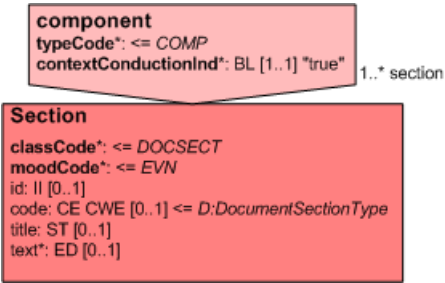 component
typeCode*: <= COMP
contextConductionInd*: BL [1..1] "true"
1..* section
Section
classCode*: <= DOCSECT
moodCode*: <= EVN
id: II [0..1]
code: CE CWE [0..1] <= D:DocumentSectionType
title: ST [0..1]
text*: ED [0..1]